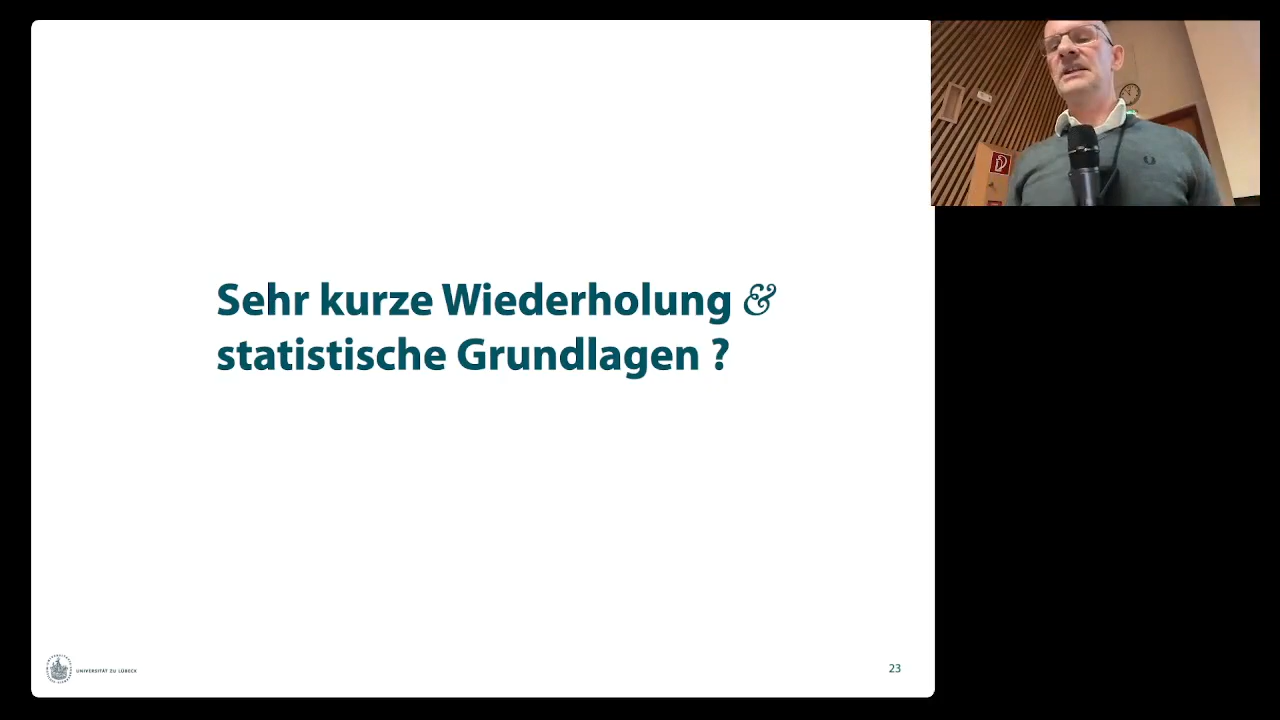 Sehr kurze Wiederholung &
statistische Grundlagen ?
UNIVERSITÄT ZU LÜBECK
23